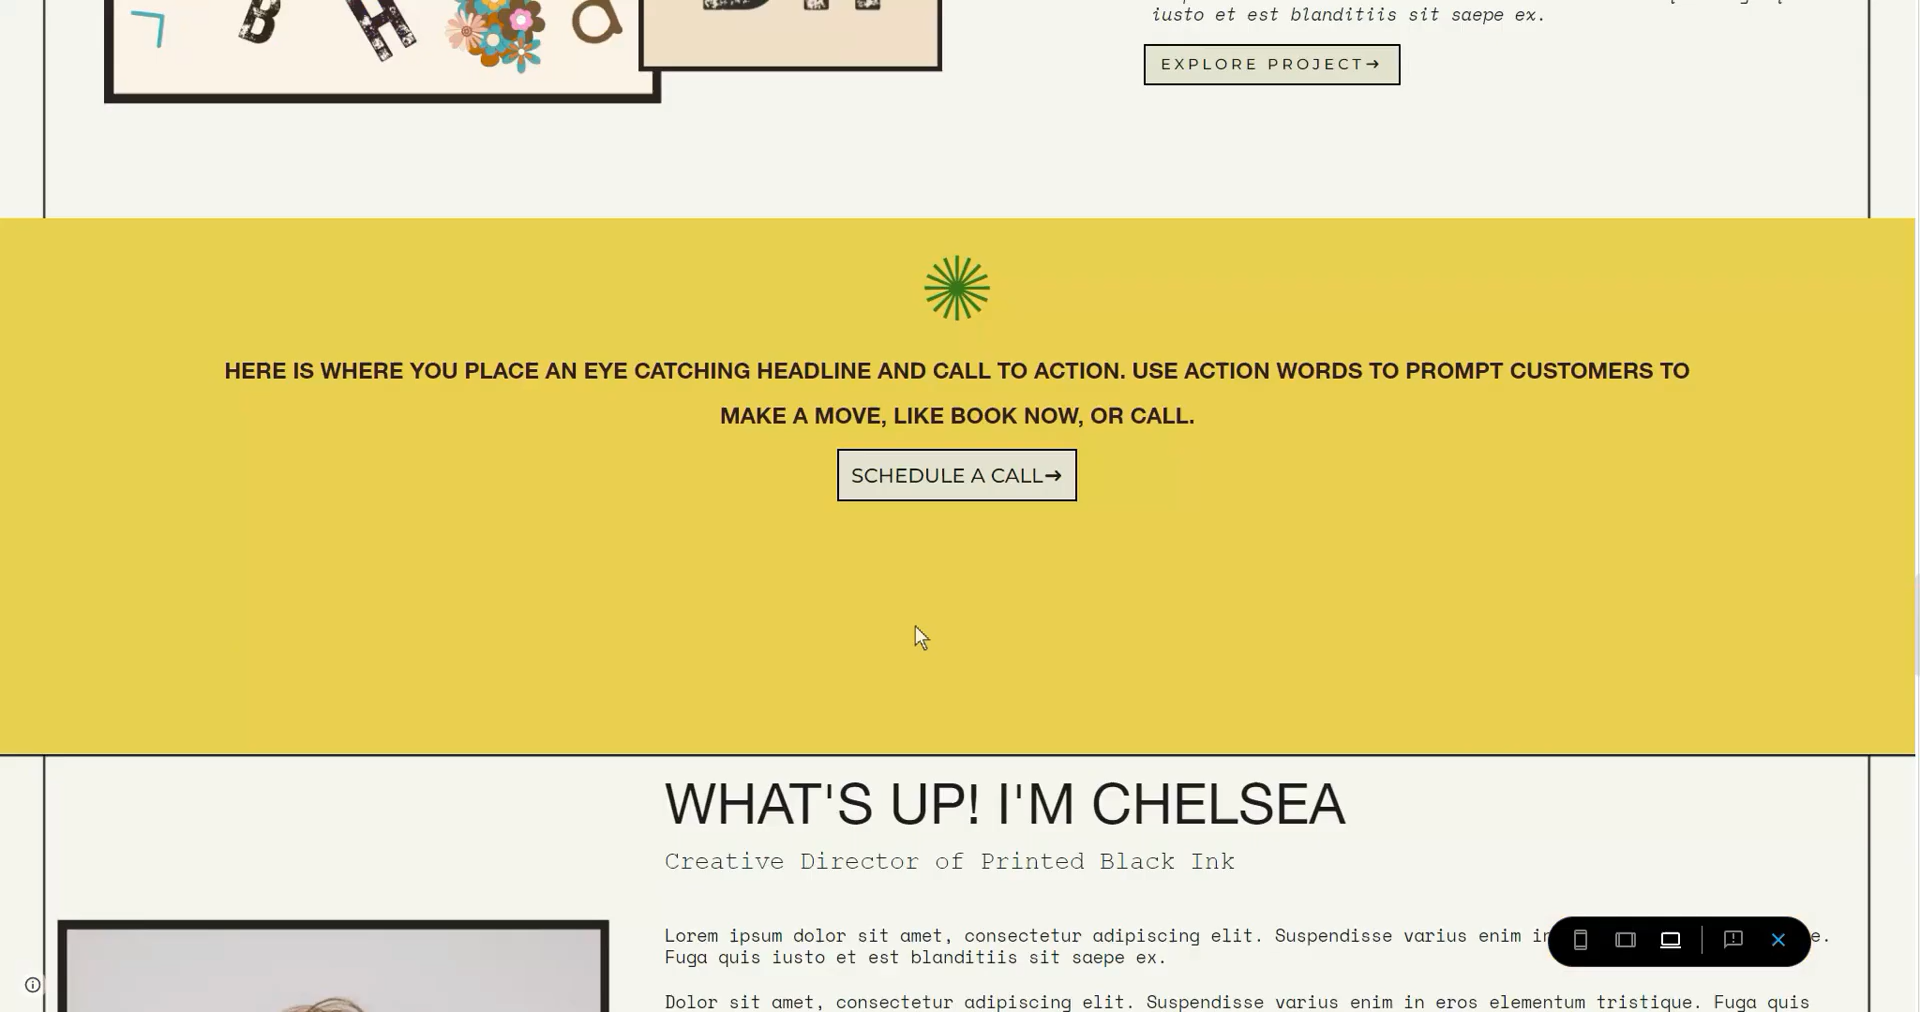 B H a
iusto et est blanditiis sit saepe ex.
EXPLORE PROJECT→
HERE IS WHERE YOU PLACE AN EYE CATCHING HEADLINE AND CALL TO ACTION. USE ACTION WORDS TO PROMPT CUSTOMERS TO
MAKE A MOVE, LIKE BOOK NOW, OR CALL.
SCHEDULE A CALL→
WHAT'S UP! I'M CHELSEA
Creative Director of Printed Black Ink
Lorem ipsum dolor sit amet, consectetur adipiscing elit. Suspendisse varius enim in e.
Fuga quis iusto et est blanditiis sit saepe ex.
Dolor sit amet, consectetur adipiscing elit. Suspendisse varius enim in eros elementum tristique. Fuga quis